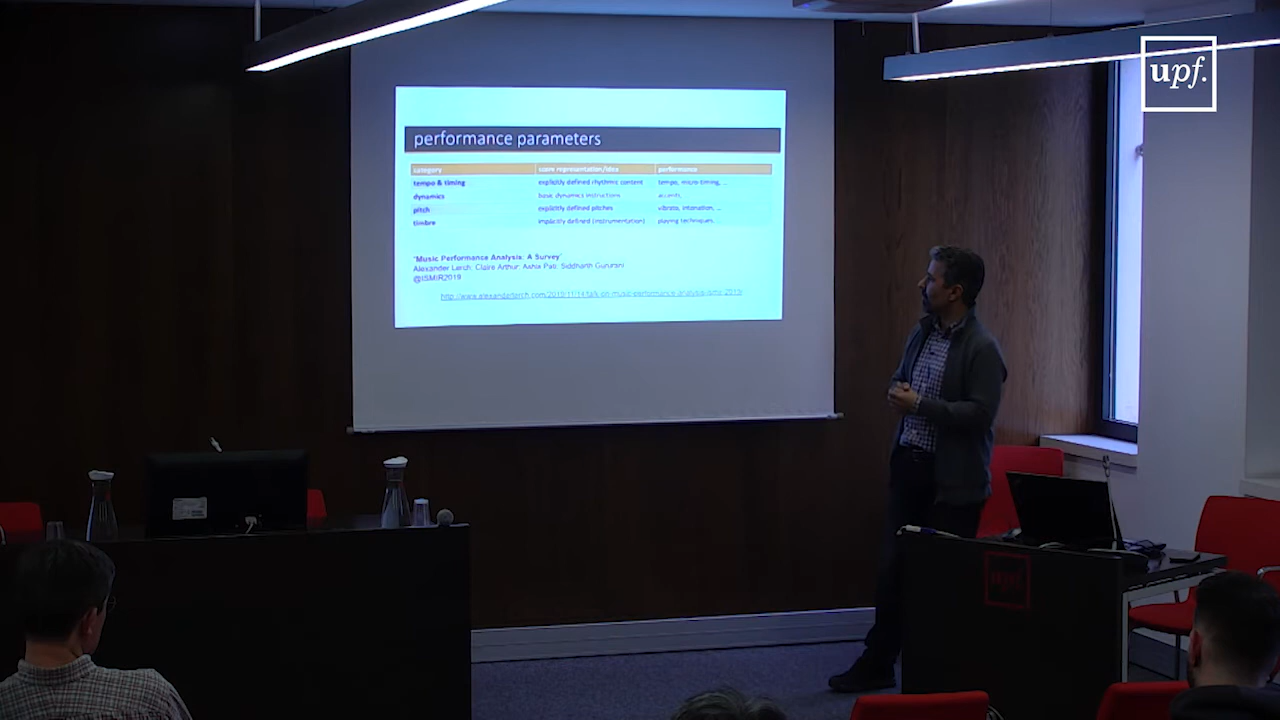 upf.
performance parameters
category score representation/idea performance
tempo & timing explicitly defined rhythmic content tempo, micro-timing, ...
dynamics basic dynamics instructions accents,
pitch explicitly defined pitches vibrato, intonation, ...
timbre implicitly defined (instrumentation) playing techniques
"Music Performance Analysis: A Survey"
Alexander Lerch; Claire Arthur; Ashis Pati; Siddharth Gururani
@ISMIR2019
upf.